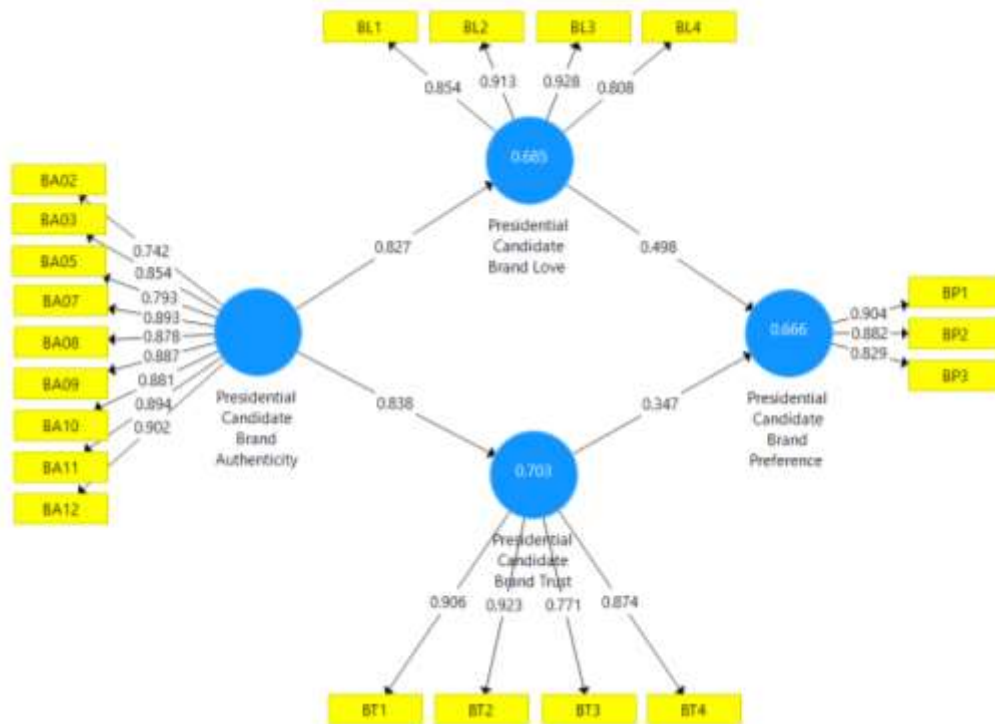 BL1
BL2
BL3
BL4
0.854
0.913
0.928
0.808
0.685
Presidential
Candidate
Brand Love
BA02
BA03
BA05
BA07
BA08
BA09
BA10
BA11
BA12
0.742
0.854
0.793
0.893
0.878
0.887
0.881
0.894
0.902
Presidential
Candidate
Brand
Authenticity
0.827
0.838
0.498
0.347
0.666
Presidential
Candidate
Brand
Preference
0.904
0.882
0.829
BP1
BP2
BP3
0.703
Presidential
Candidate
Brand Trust
0.906
0.923
0.771
0.874
BT1
BT2
BT3
BT4